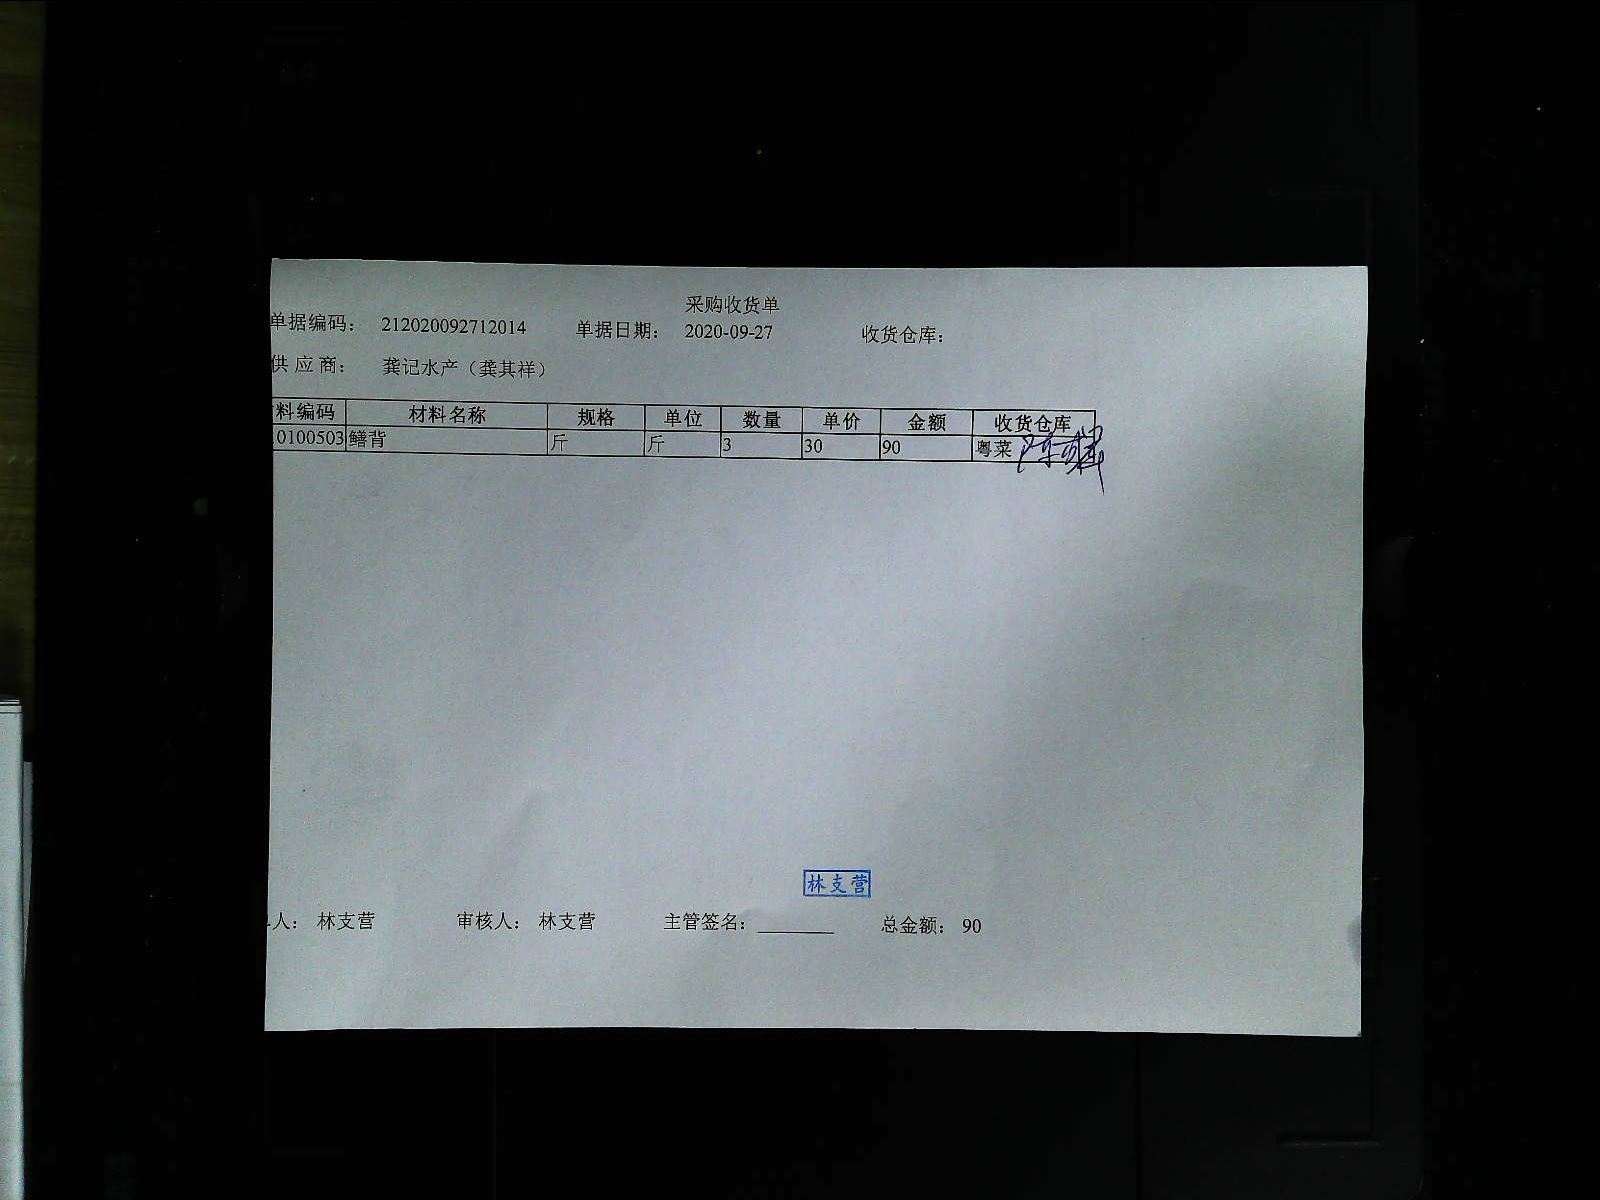 采购收货单
单据编码： 212020092712014 单据日期： 2020-09-27 收货仓库：
供 应 商： 龚记水产（龚其祥）
料编码 材料名称 规格 单位 数量 单价 金额 收货仓库
0100503 鳝背 斤 斤 3 30 90 粤菜
林支营
人： 林支营 审核人： 林支营 主管签名： ________ 总金额： 90